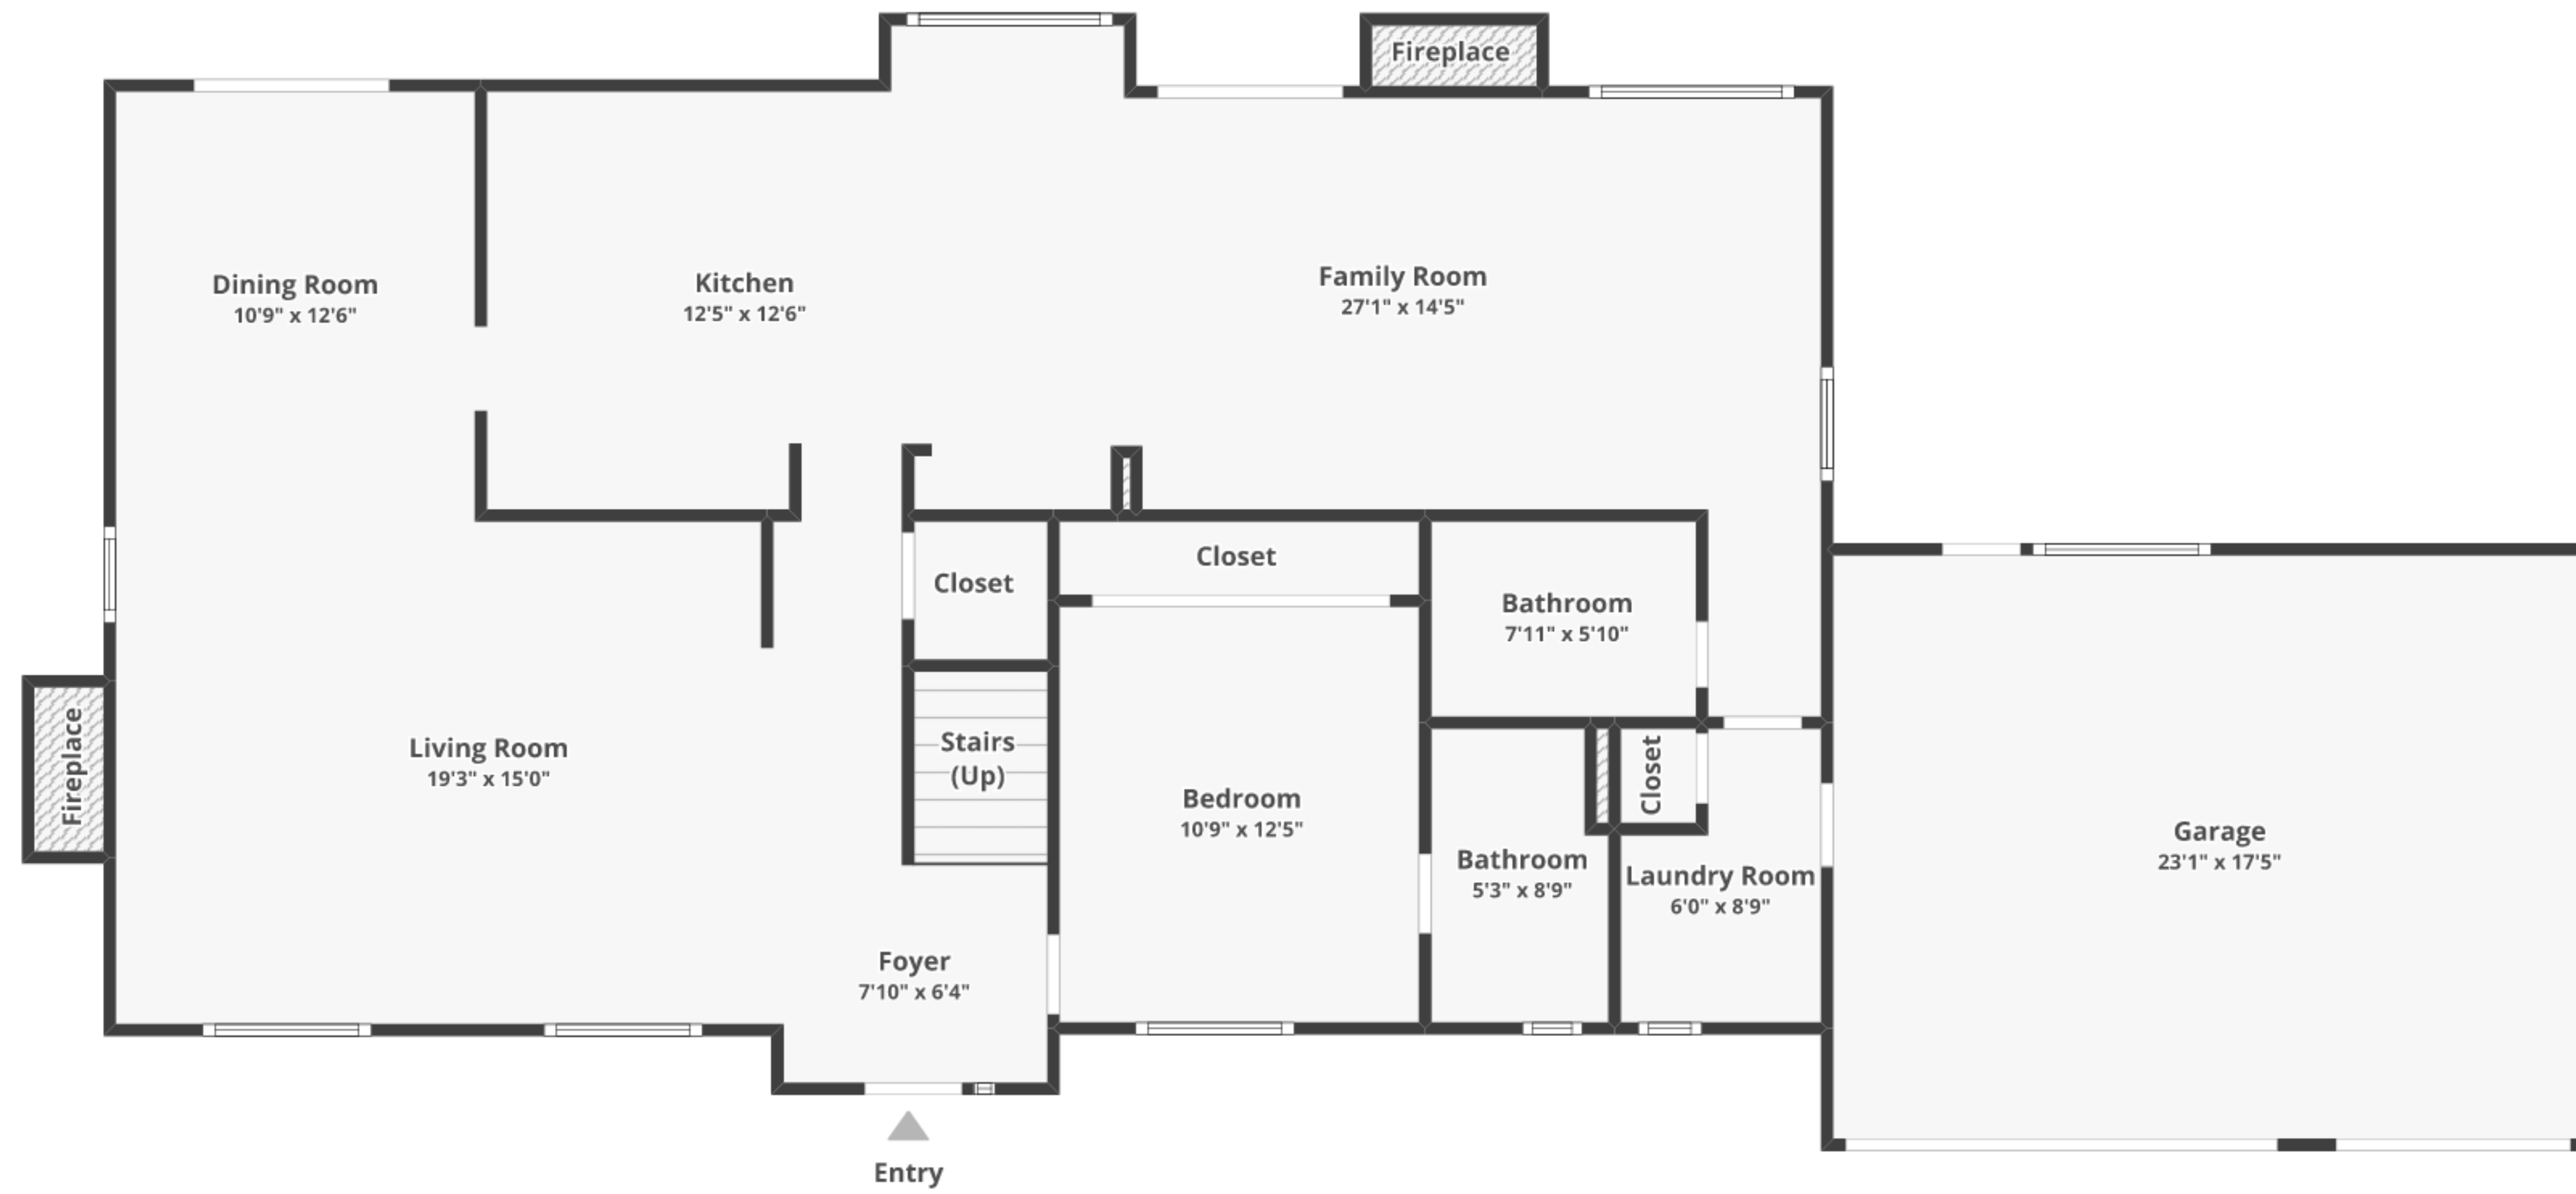 Fireplace
Dining Room
10'9" x 12'6"
Kitchen
12'5" x 12'6"
Family Room
27'1" x 14'5"
Closet
Closet
Bathroom
7'11" x 5'10"
Fireplace
Living Room
19'3" x 15'0"
Stairs
(Up)
Bedroom
10'9" x 12'5"
Closet
Bathroom
5'3" x 8'9"
Laundry Room
6'0" x 8'9"
Garage
23'1" x 17'5"
Foyer
7'10" x 6'4"
Entry